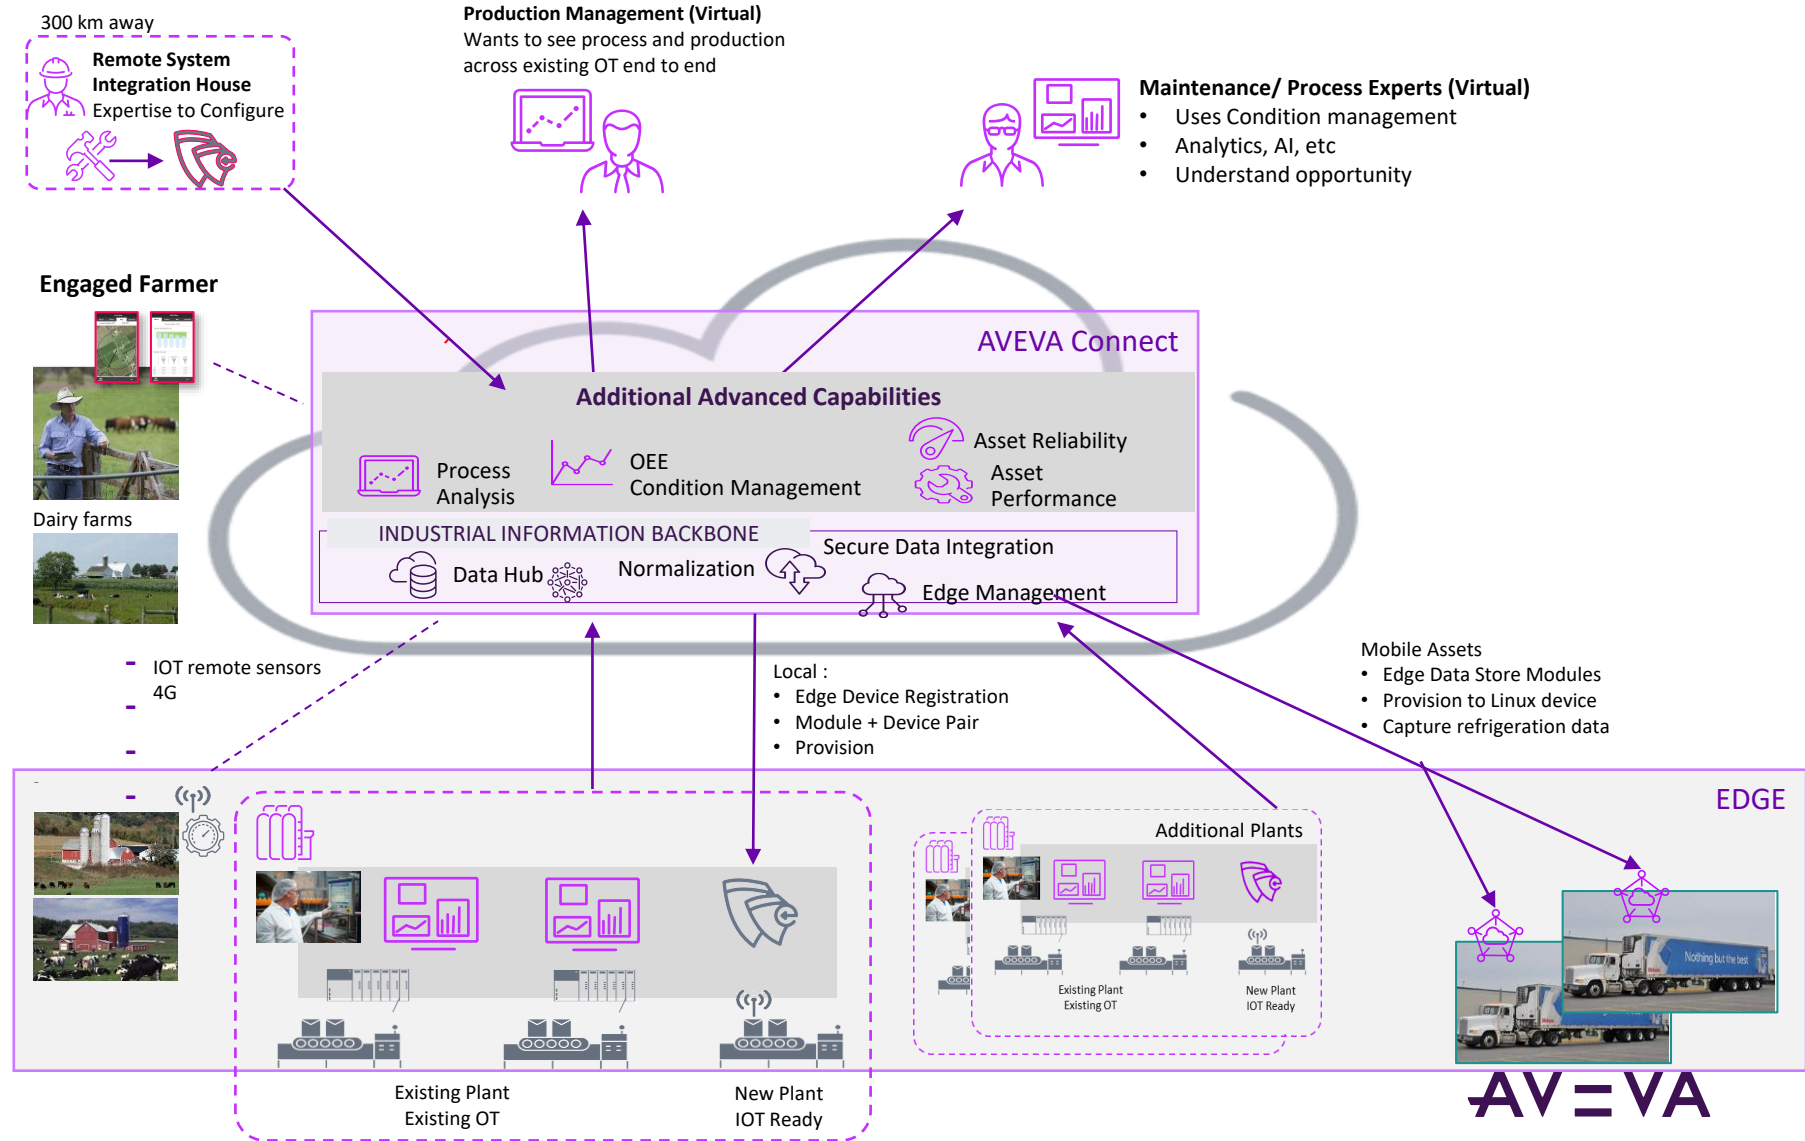 300 km away
Remote System
Integration House
Expertise to Configure
Production Management (Virtual)
Wants to see process and production
across existing OT end to end
Maintenance/ Process Experts (Virtual)
• Uses Condition management
• Analytics, AI, etc
• Understand opportunity
Engaged Farmer
Dairy farms
AVEVA Connect
Additional Advanced Capabilities
Process
Analysis
OEE
Condition Management
Asset Reliability
Asset
Performance
INDUSTRIAL INFORMATION BACKBONE
Data Hub
Normalization
Secure Data Integration
Edge Management
IOT remote sensors
4G
Local :
• Edge Device Registration
• Module + Device Pair
• Provision
Mobile Assets
• Edge Data Store Modules
• Provision to Linux device
• Capture refrigeration data
EDGE
Existing Plant
Existing OT
New Plant
IOT Ready
Additional Plants
Existing Plant
Existing OT
New Plant
IOT Ready
Nothing but the best
AVEVA